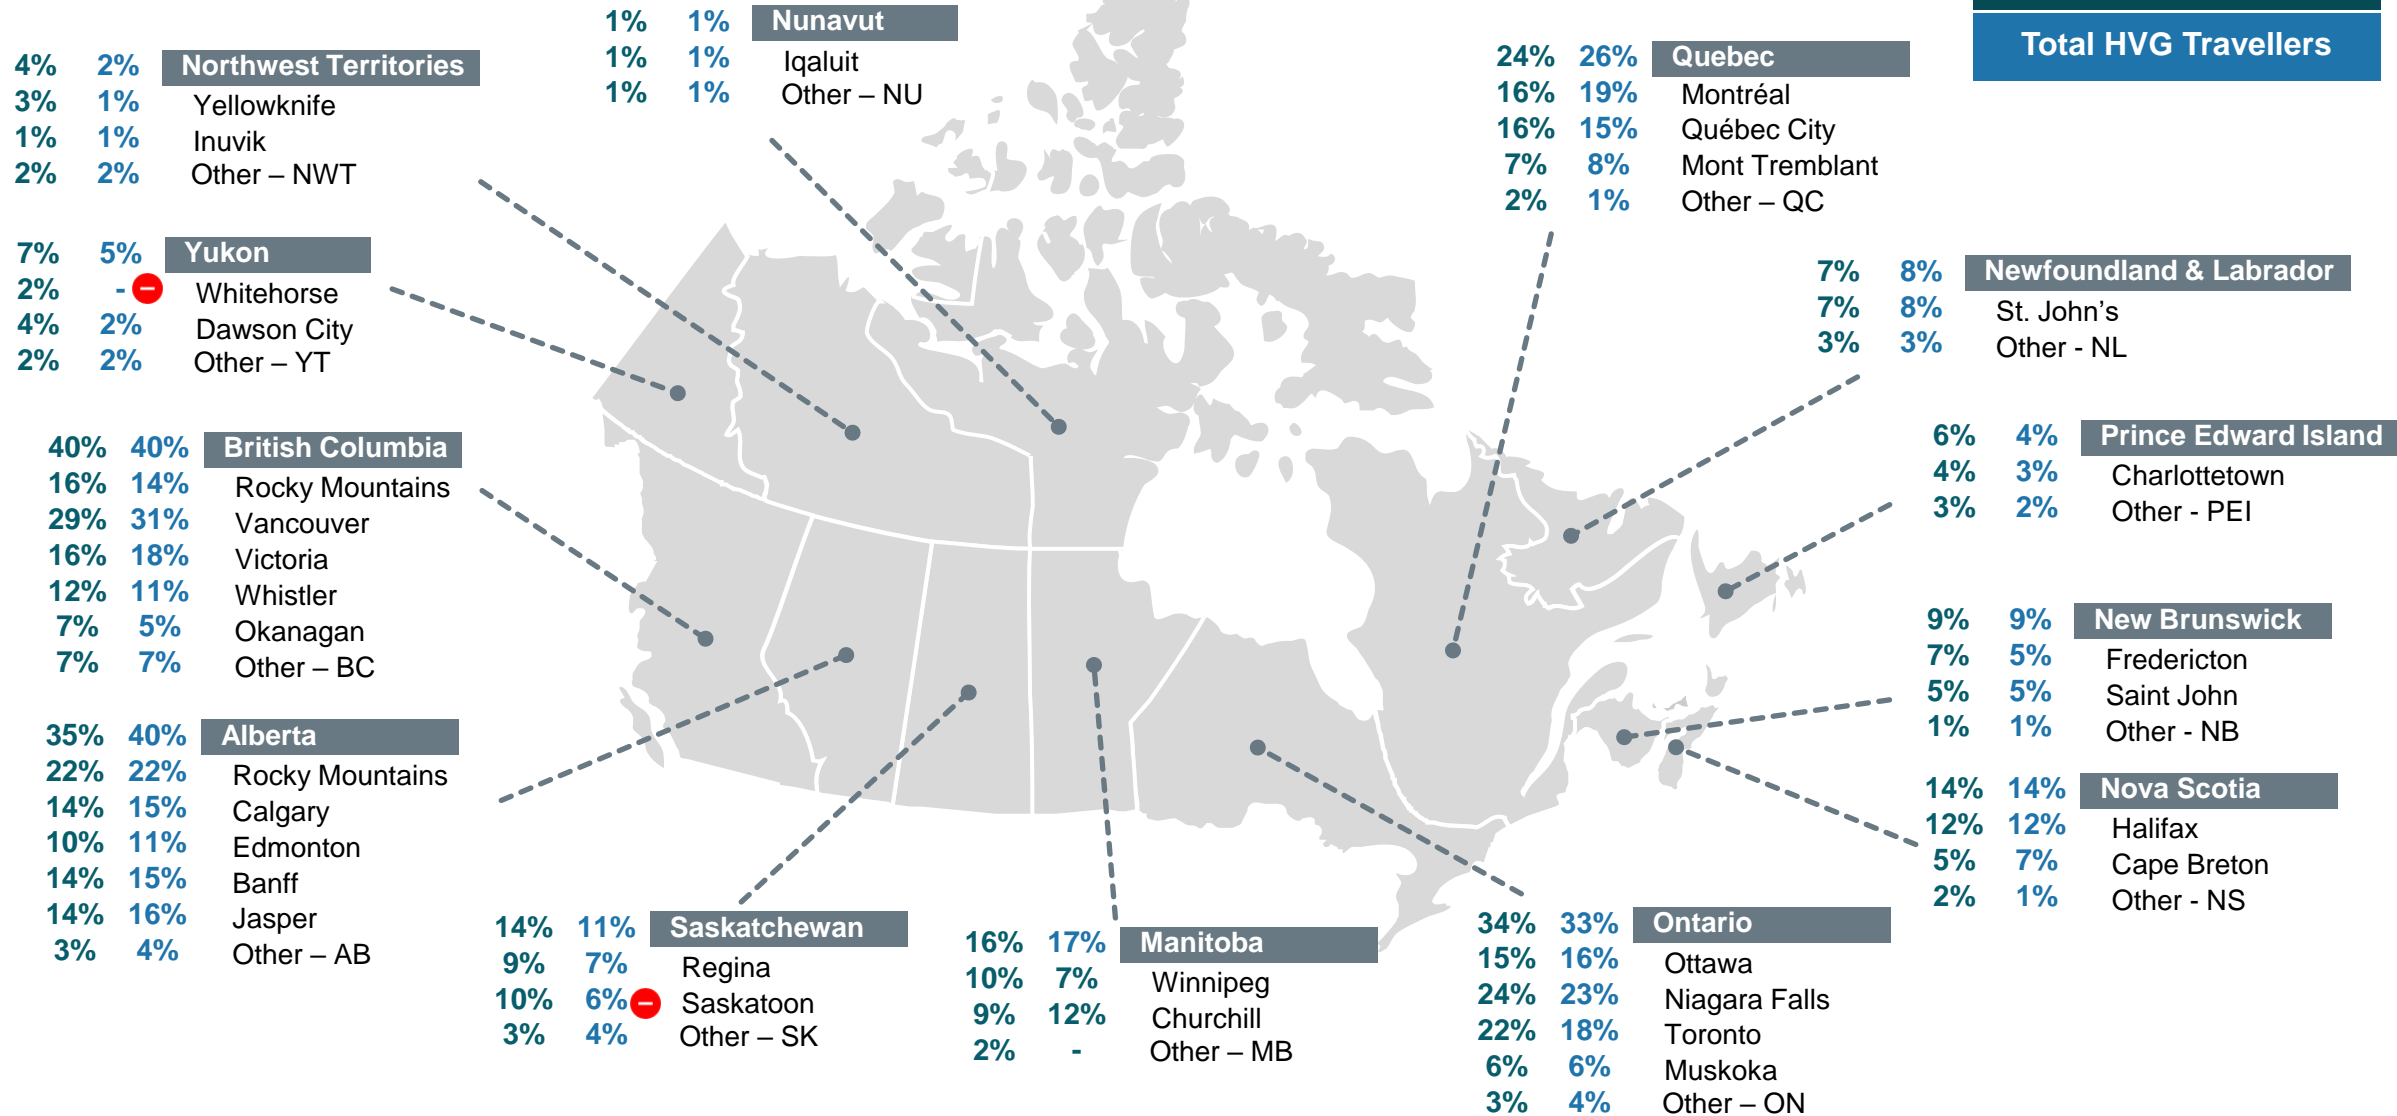 Total HVG Travellers
1% 1% Nunavut
1% 1% Iqaluit
1% 1% Other – NU
4% 2% Northwest Territories
3% 1% Yellowknife
1% 1% Inuvik
2% 2% Other – NWT
24% 26% Quebec
16% 19% Montréal
16% 15% Québec City
7% 8% Mont Tremblant
2% 1% Other – QC
7% 5% Yukon
2% - Whitehorse
4% 2% Dawson City
2% 2% Other – YT
7% 8% Newfoundland & Labrador
7% 8% St. John’s
3% 3% Other - NL
40% 40% British Columbia
16% 14% Rocky Mountains
29% 31% Vancouver
16% 18% Victoria
12% 11% Whistler
7% 5% Okanagan
7% 7% Other – BC
6% 4% Prince Edward Island
4% 3% Charlottetown
3% 2% Other - PEI
9% 9% New Brunswick
7% 5% Fredericton
5% 5% Saint John
1% 1% Other - NB
35% 40% Alberta
22% 22% Rocky Mountains
14% 15% Calgary
10% 11% Edmonton
14% 15% Banff
14% 16% Jasper
3% 4% Other – AB
14% 14% Nova Scotia
12% 12% Halifax
5% 7% Cape Breton
2% 1% Other - NS
14% 11% Saskatchewan
9% 7% Regina
10% 6% Saskatoon
3% 4% Other – SK
16% 17% Manitoba
10% 7% Winnipeg
9% 12% Churchill
2% - Other – MB
34% 33% Ontario
15% 16% Ottawa
24% 23% Niagara Falls
22% 18% Toronto
6% 6% Muskoka
3% 4% Other – ON